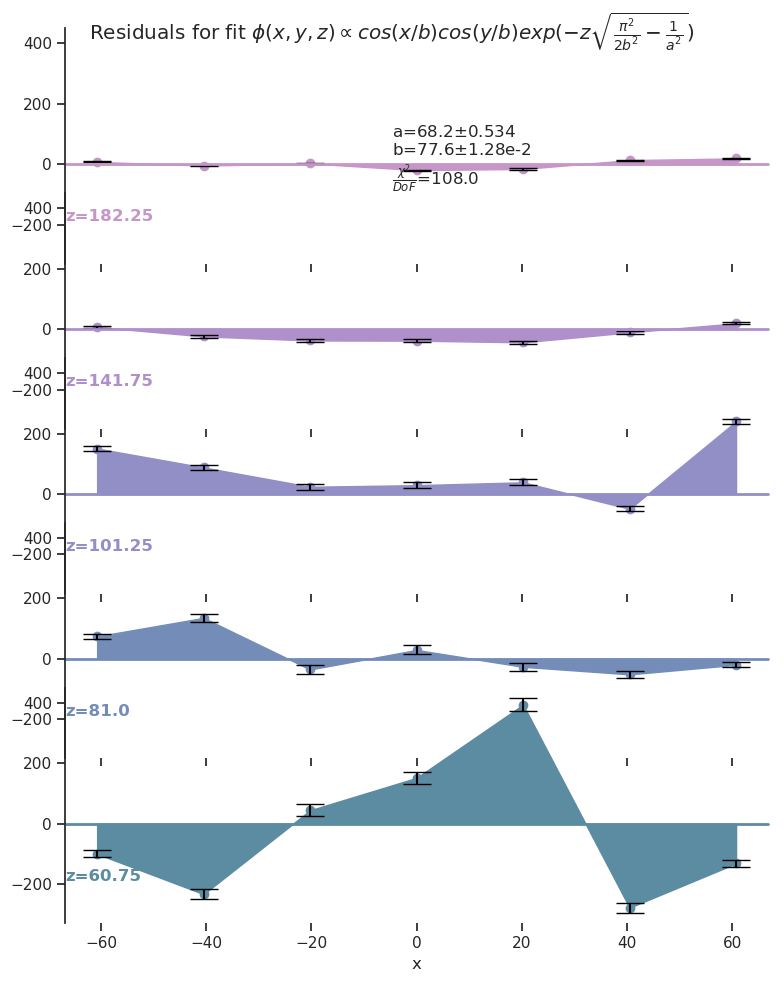 Residuals for fit ϕ(x, y, z) ∝ cos(x/b)cos(y/b)exp(−z√(π²/2b² − 1/a²))
400
200
a=68.2±0.534
b=77.6±1.28e-2
0
χ²/DoF=108.0
400
z=182.25
−200
200
0
400
z=141.75
−200
200
0
400
z=101.25
−200
200
0
400
z=81.0
−200
200
0
z=60.75
−200
−60 −40 −20 0 20 40 60
x